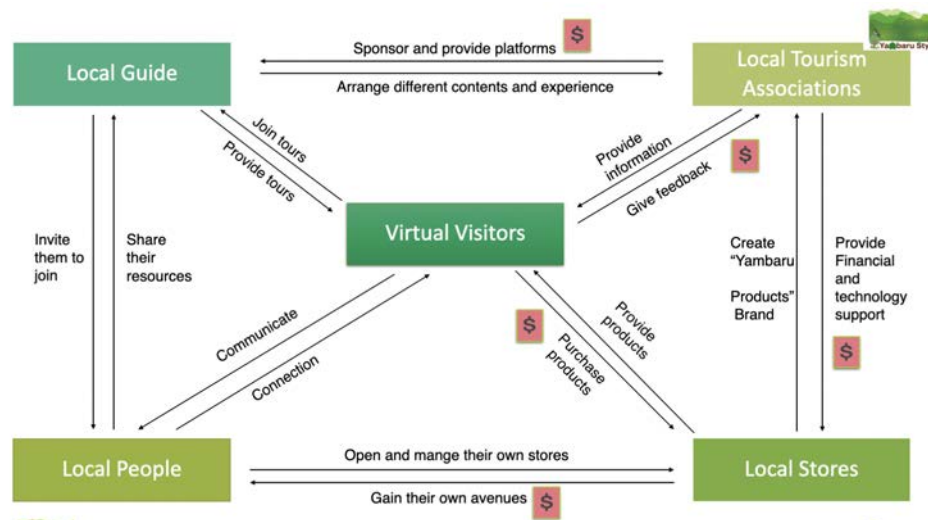 Yambaru Sty
Sponsor and provide platforms
$
Local Guide
Arrange different contents and experience
Local Tourism
Associations
Join tours
Provide tours
Provide
information
Give feedback
$
Virtual Visitors
Invite
them to
join
Share
their
resources
Create
“Yambaru
Products”
Brand
Provide
Financial
and
technology
support
$
Communicate
Connection
$
Provide products
Purchase
products
Local People
Open and mange their own stores
Gain their own avenues
$
Local Stores